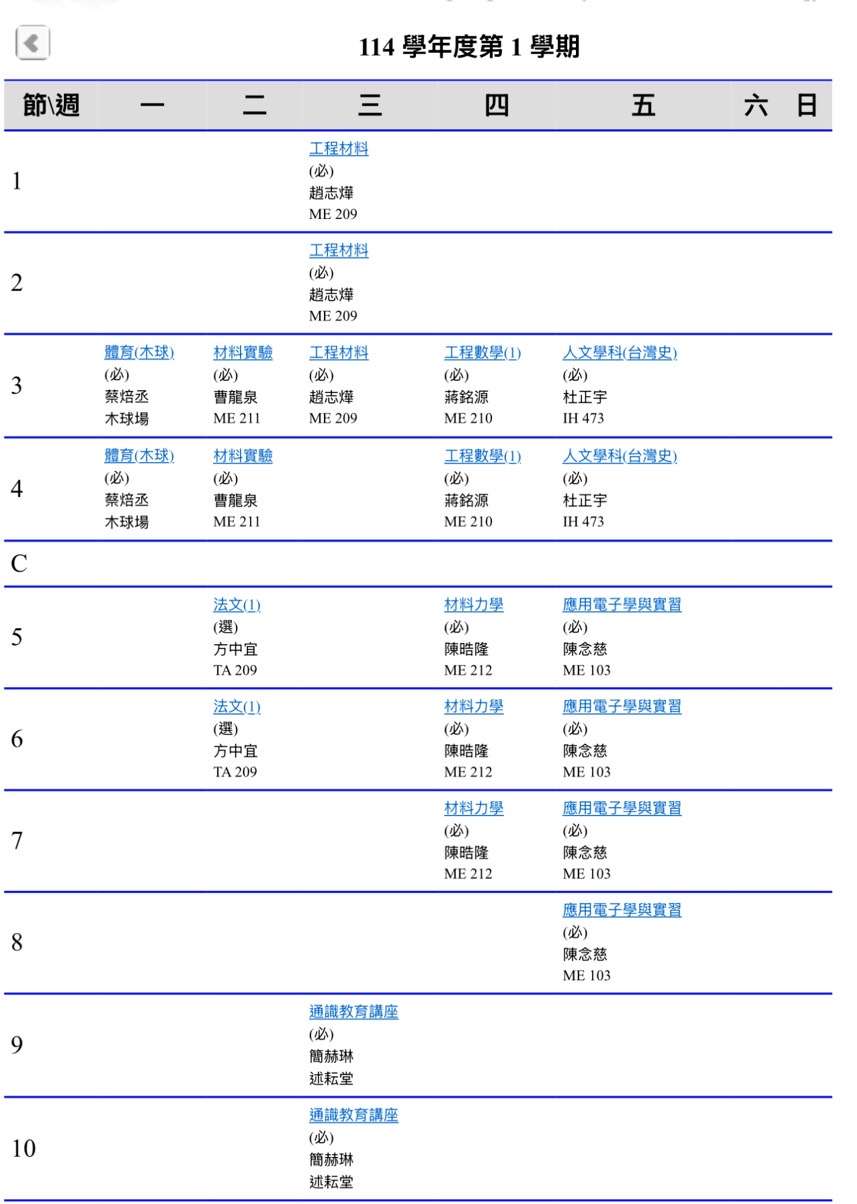 114 學年度第 1 學期
節\週 一 二 三 四 五 六 日
1
工程材料
(必)
趙志燁
ME 209
2
工程材料
(必)
趙志燁
ME 209
3
體育(木球)
(必)
蔡焙丞
木球場
材料實驗
(必)
曹龍泉
ME 211
工程材料
(必)
趙志燁
ME 209
工程數學(1)
(必)
蔣銘源
ME 210
人文學科(台灣史)
(必)
杜正宇
IH 473
4
體育(木球)
(必)
蔡焙丞
木球場
材料實驗
(必)
曹龍泉
ME 211
工程數學(1)
(必)
蔣銘源
ME 210
人文學科(台灣史)
(必)
杜正宇
IH 473
C
5
法文(1)
(選)
方中宜
TA 209
材料力學
(必)
陳晧隆
ME 212
應用電子學與實習
(必)
陳念慈
ME 103
6
法文(1)
(選)
方中宜
TA 209
材料力學
(必)
陳晧隆
ME 212
應用電子學與實習
(必)
陳念慈
ME 103
7
材料力學
(必)
陳晧隆
ME 212
應用電子學與實習
(必)
陳念慈
ME 103
8
應用電子學與實習
(必)
陳念慈
ME 103
9
通識教育講座
(必)
簡赫琳
述耘堂
10
通識教育講座
(必)
簡赫琳
述耘堂